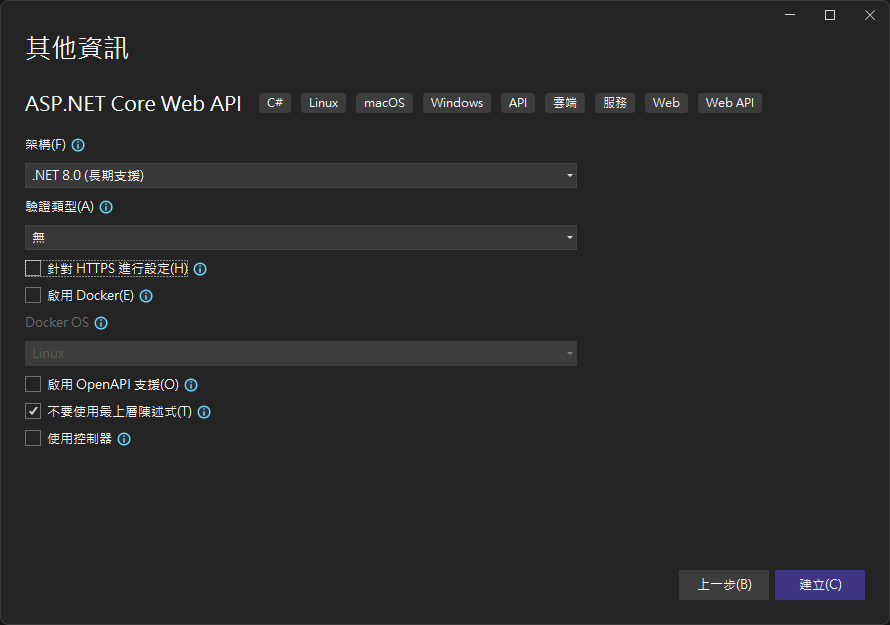 其他資訊
ASP.NET Core Web API C# Linux macOS Windows API 雲端 服務 Web Web API
架構(F)
.NET 8.0 (長期支援)
驗證類型(A)
無
針對 HTTPS 進行設定(H)
啟用 Docker(E)
Docker OS
Linux
啟用 OpenAPI 支援(O)
不要使用最上層陳述式(T)
使用控制器
上一步(B) 建立(C)